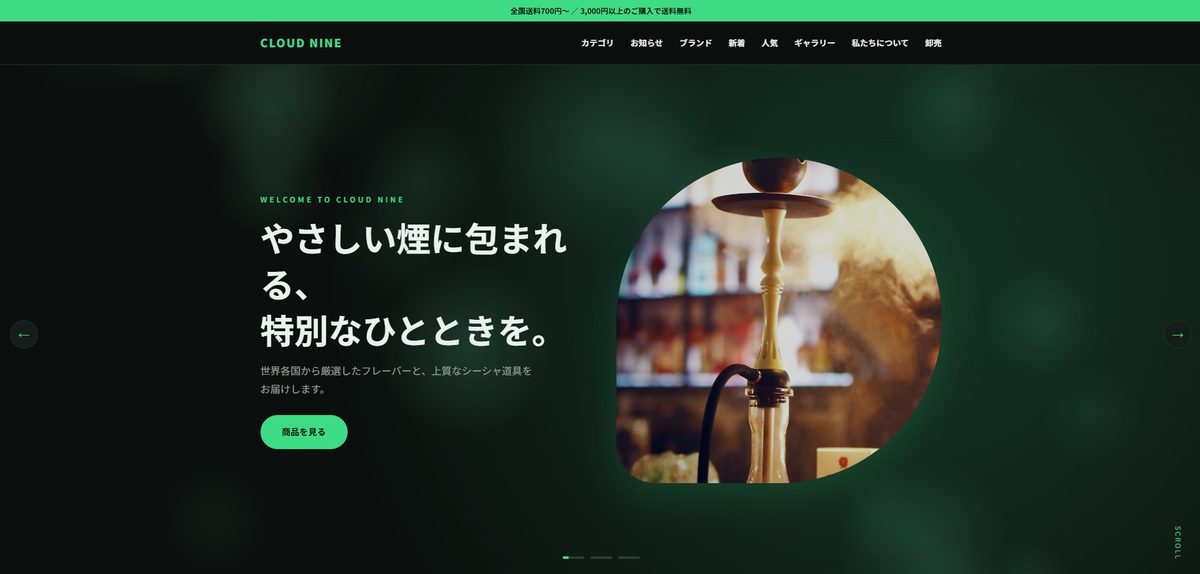 全国送料700円〜 ／ 3,000円以上のご購入で送料無料
CLOUD NINE
カテゴリ お知らせ ブランド 新着 人気 ギャラリー 私たちについて 卸売
WELCOME TO CLOUD NINE
やさしい煙に包まれ
る、
特別なひとときを。
世界各国から厳選したフレーバーと、上質なシーシャ道具を
お届けします。
←
→
商品を見る
SCROLL